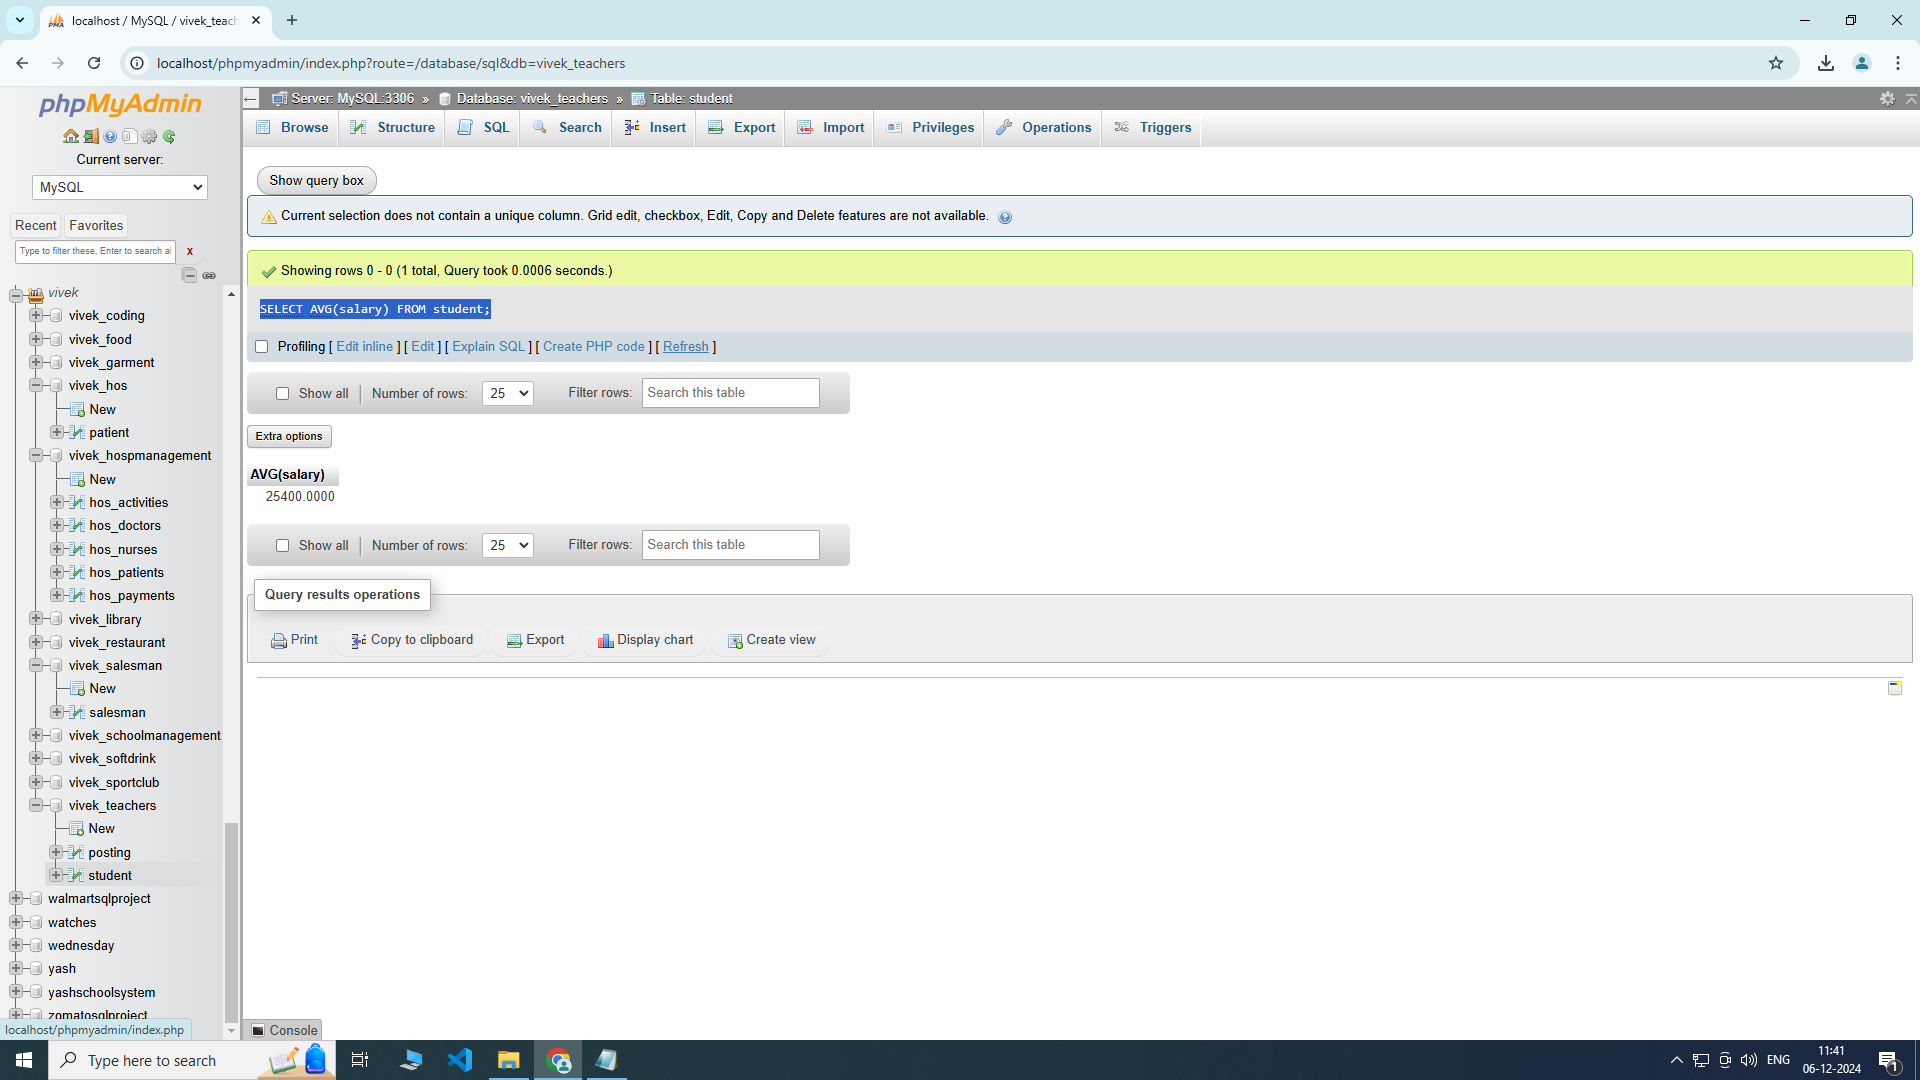 localhost / MySQL / vivek_teach
localhost/phpmyadmin/index.php?route=/database/sql&db=vivek_teachers
phpMyAdmin
Current server:
MySQL
Recent
Favorites
Type to filter these, Enter to search al
X
vivek
vivek_coding
vivek_food
vivek_garment
vivek_hos
New
patient
vivek_hospmanagement
New
hos_activities
hos_doctors
hos_nurses
hos_patients
hos_payments
vivek_library
vivek_restaurant
vivek_salesman
New
salesman
vivek_schoolmanagement
vivek_softdrink
vivek_sportclub
vivek_teachers
New
posting
student
walmartsqlproject
watches
wednesday
yash
yashschoolsystem
zomatosqlproject
localhost/phpmyadmin/index.php
Server: MySQL:3306 » Database: vivek_teachers » Table: student
Browse Structure SQL Search Insert Export Import Privileges Operations Triggers
Show query box
Current selection does not contain a unique column. Grid edit, checkbox, Edit, Copy and Delete features are not available.
Showing rows 0 - 0 (1 total, Query took 0.0006 seconds.)
SELECT AVG(salary) FROM student;
Profiling [ Edit inline ] [ Edit ] [ Explain SQL ] [ Create PHP code ] [ Refresh ]
Show all Number of rows: 25 Filter rows: Search this table
Extra options
AVG(salary)
25400.0000
Show all Number of rows: 25 Filter rows: Search this table
Query results operations
Print Copy to clipboard Export Display chart Create view
Console
Type here to search
ENG
11:41
06-12-2024
1